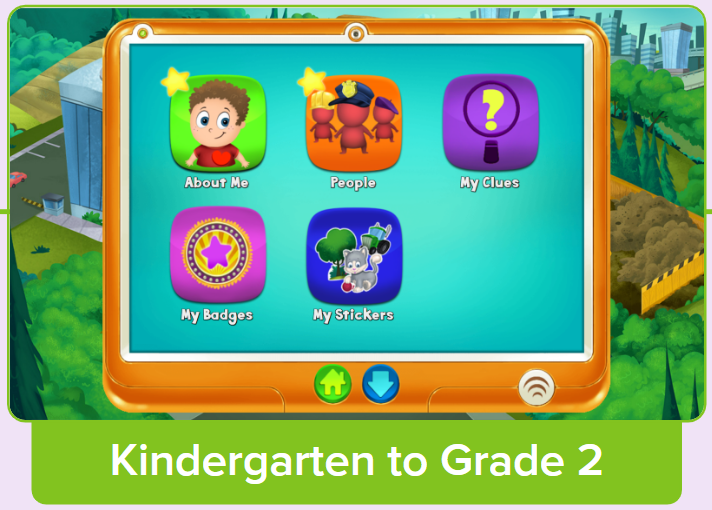 About Me
People
My Clues
My Badges
My Stickers
Kindergarten to Grade 2